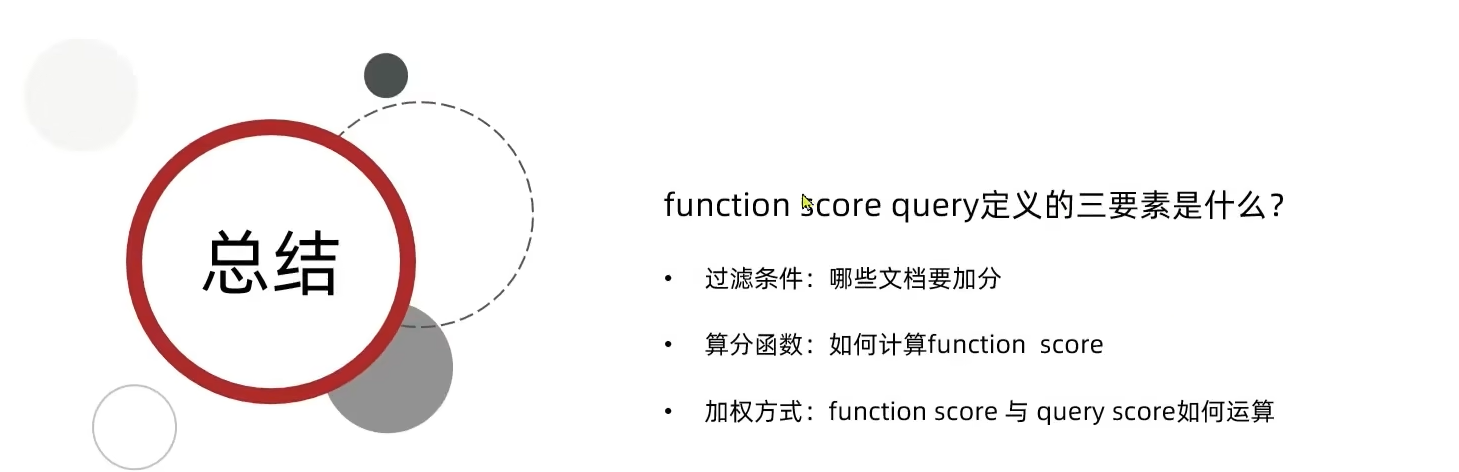 总结
function score query定义的三要素是什么？
• 过滤条件：哪些文档要加分
• 算分函数：如何计算function score
• 加权方式：function score 与 query score如何运算